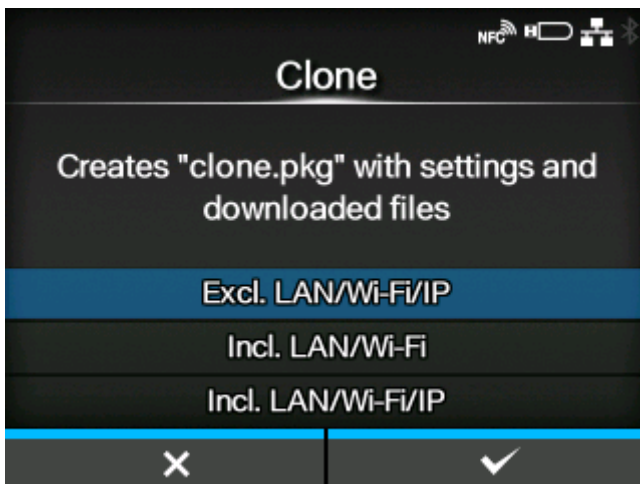 NFC
Clone
Creates "clone.pkg" with settings and
downloaded files
Excl. LAN/Wi-Fi/IP
Incl. LAN/Wi-Fi
Incl. LAN/Wi-Fi/IP